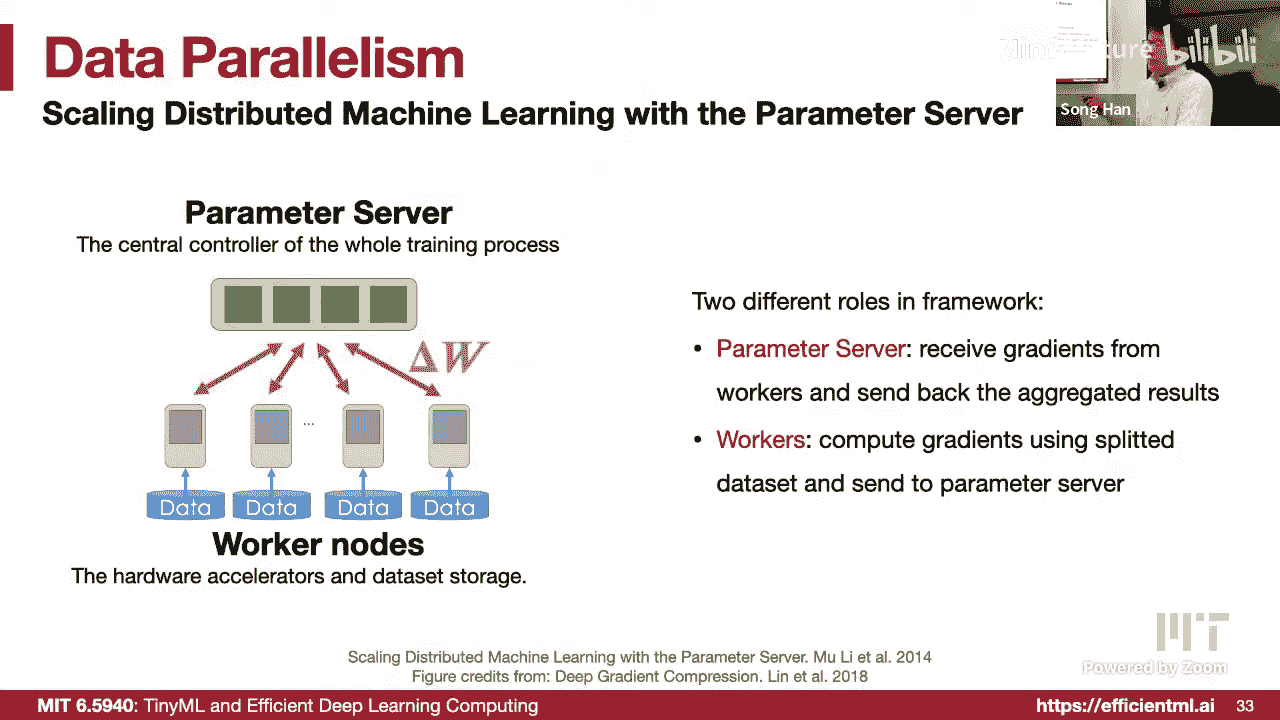 Data Parallelism
Scaling Distributed Machine Learning with the Parameter Server
bilibili
Song Han
Parameter Server
The central controller of the whole training process
ΔW
...
Data Data Data Data
Worker nodes
The hardware accelerators and dataset storage.
Two different roles in framework:
• Parameter Server: receive gradients from
workers and send back the aggregated results
• Workers: compute gradients using splitted
dataset and send to parameter server
MIT
Powered by Zoom
Scaling Distributed Machine Learning with the Parameter Server. Mu Li et al. 2014
Figure credits from: Deep Gradient Compression. Lin et al. 2018
MIT 6.5940: TinyML and Efficient Deep Learning Computing
https://efficientml.ai 33